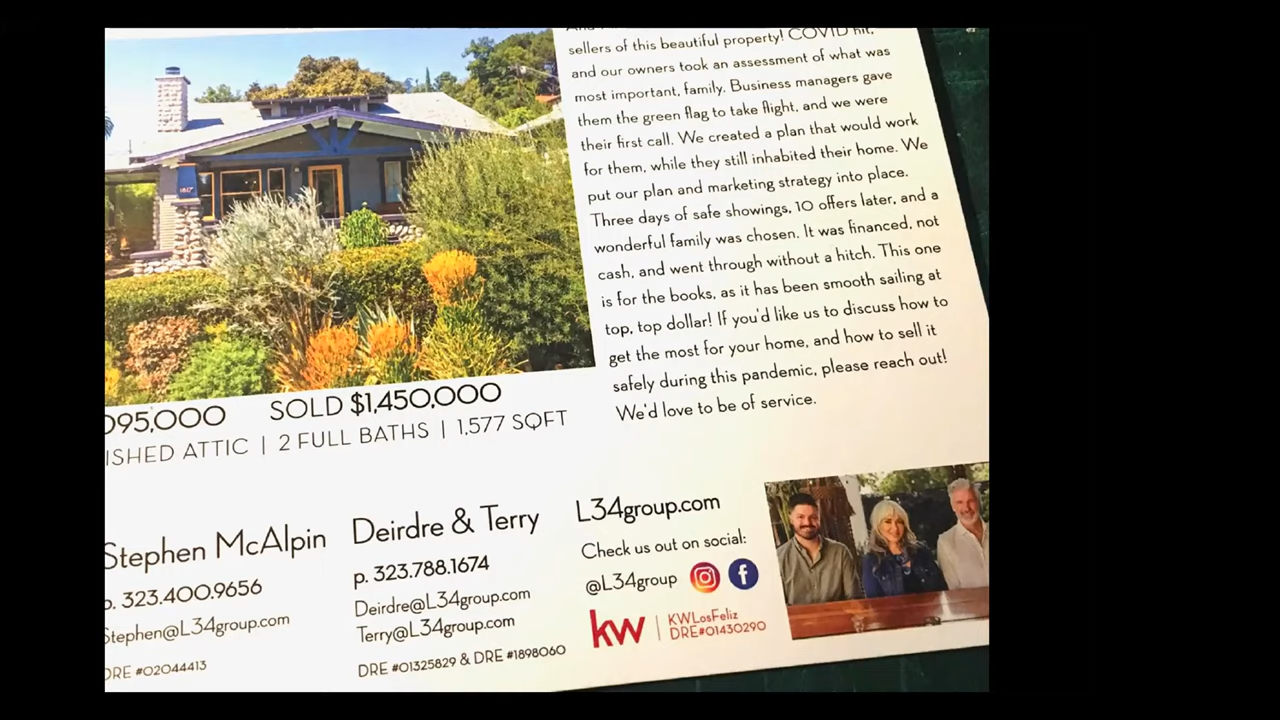 sellers of this beautiful property! COVID hit,
and our owners took an assessment of what was
most important, family. Business managers gave
them the green flag to take flight, and we were
their first call. We created a plan that would work
for them, while they still inhabited their home. We
put our plan and marketing strategy into place.
Three days of safe showings, 10 offers later, and a
wonderful family was chosen. It was financed, not
cash, and went through without a hitch. This one
is for the books, as it has been smooth sailing at
top, top dollar! If you'd like us to discuss how to
get the most for your home, and how to sell it
safely during this pandemic, please reach out!
We'd love to be of service.
1817
095,000 SOLD $1,450,000
ISHED ATTIC | 2 FULL BATHS | 1,577 SQFT
Stephen McAlpin
p. 323.400.9656
Stephen@L34group.com
DRE #02044413
Deirdre & Terry
p. 323.788.1674
Deirdre@L34group.com
Terry@L34group.com
DRE #01325829 & DRE #1898060
L34group.com
Check us out on social:
@L34group
kw | KWLosFeliz
DRE#01430290